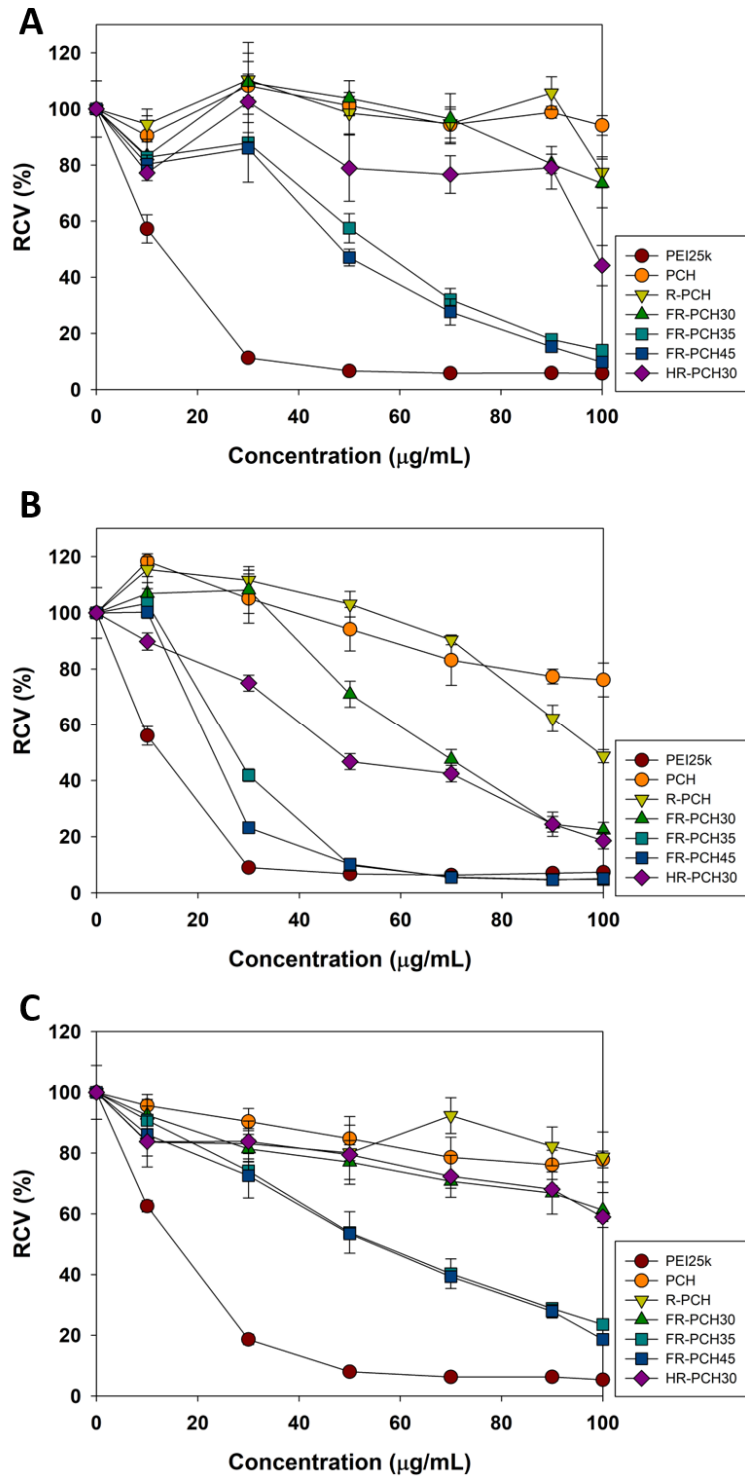 A
RCV (%)
120
100
80
60
40
20
0
0 20 40 60 80 100
Concentration (μg/mL)
PEI25k
PCH
R-PCH
FR-PCH30
FR-PCH35
FR-PCH45
HR-PCH30
B
RCV (%)
120
100
80
60
40
20
0
0 20 40 60 80 100
Concentration (μg/mL)
PEI25k
PCH
R-PCH
FR-PCH30
FR-PCH35
FR-PCH45
HR-PCH30
C
RCV (%)
120
100
80
60
40
20
0
0 20 40 60 80 100
Concentration (μg/mL)
PEI25k
PCH
R-PCH
FR-PCH30
FR-PCH35
FR-PCH45
HR-PCH30